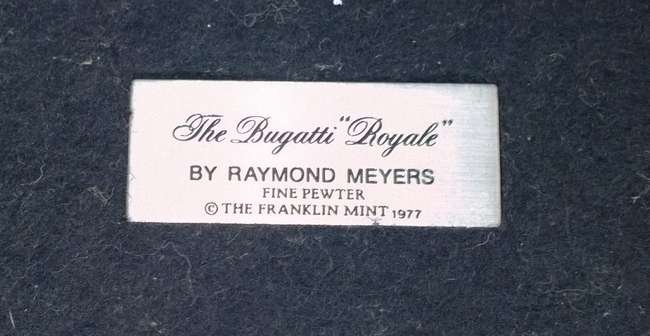 The Bugatti "Royale"
BY RAYMOND MEYERS
FINE PEWTER
© THE FRANKLIN MINT 1977